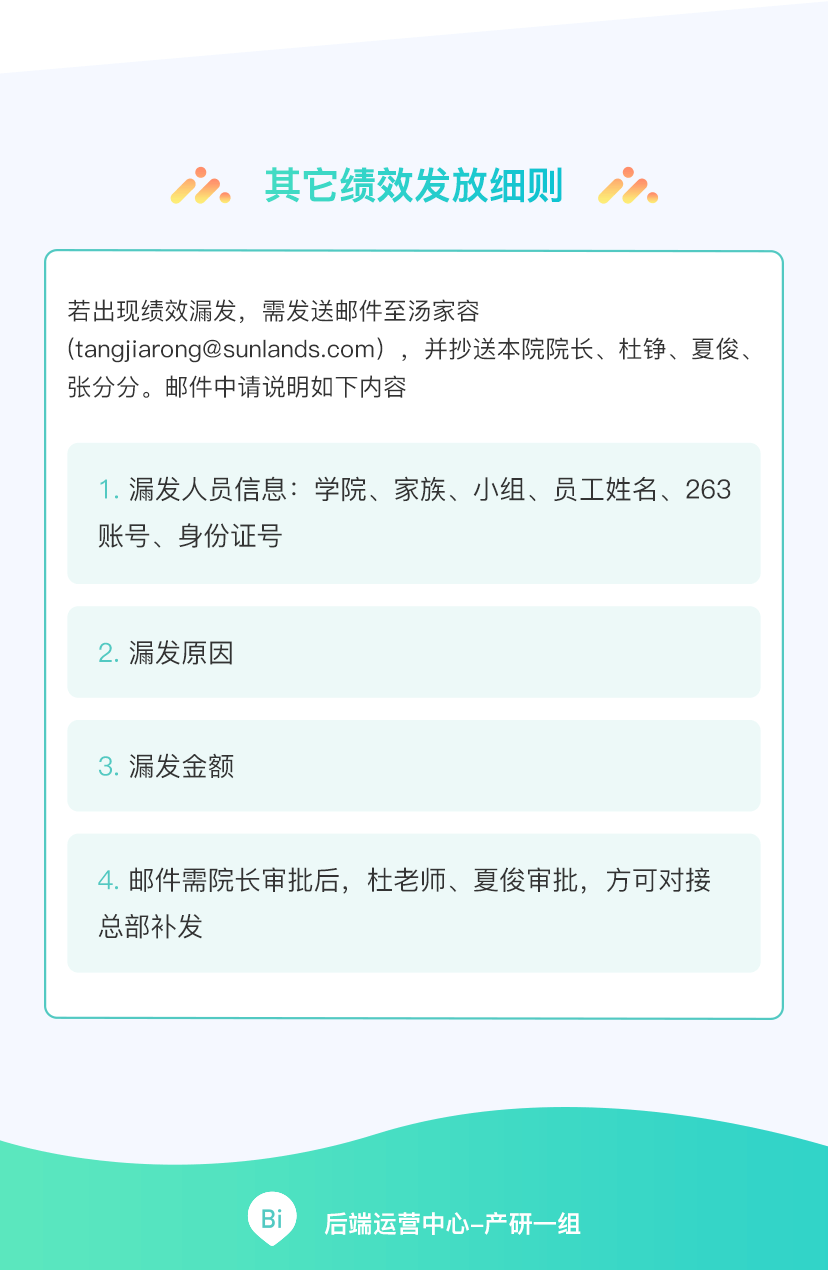 其它绩效发放细则
若出现绩效漏发，需发送邮件至汤家容
(tangjiarong@sunlands.com），并抄送本院院长、杜铮、夏俊、
张分分。邮件中请说明如下内容
1. 漏发人员信息：学院、家族、小组、员工姓名、263
账号、身份证号
2. 漏发原因
3. 漏发金额
4. 邮件需院长审批后，杜老师、夏俊审批，方可对接
总部补发
Bi
后端运营中心-产研一组